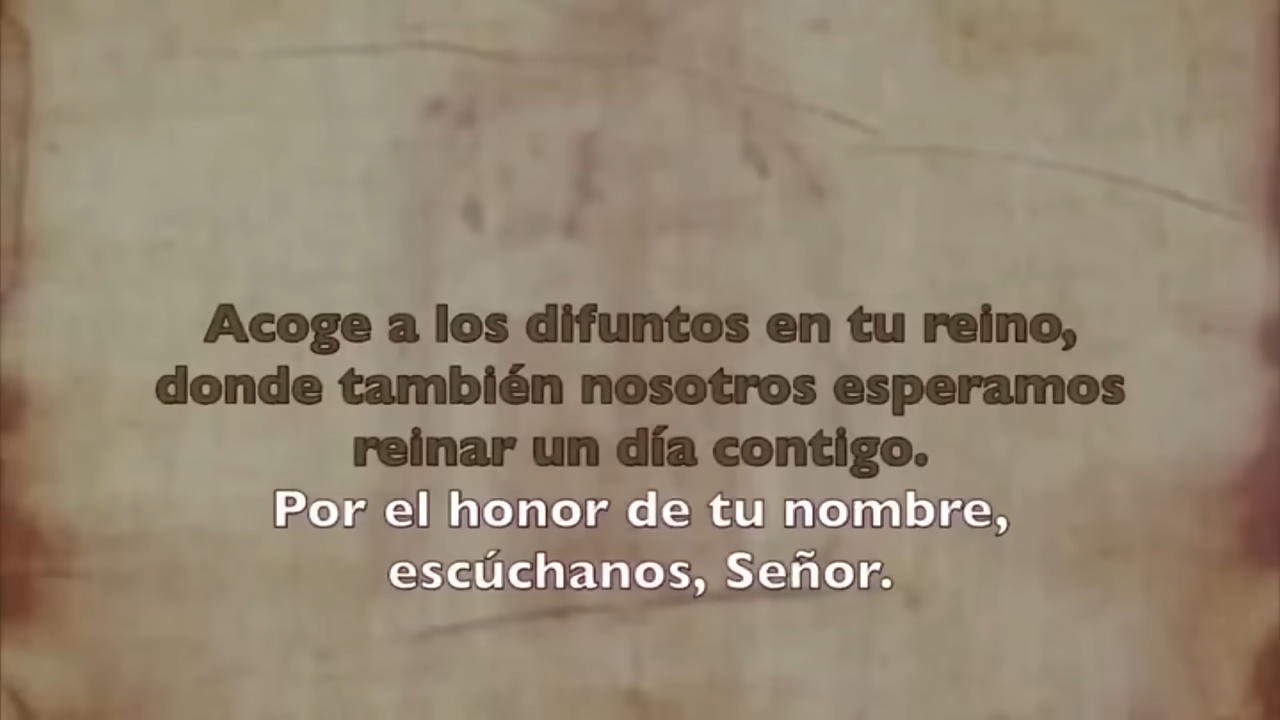 Acoge a los difuntos en tu reino,
donde también nosotros esperamos
reinar un día contigo.
Por el honor de tu nombre,
escúchanos, Señor.